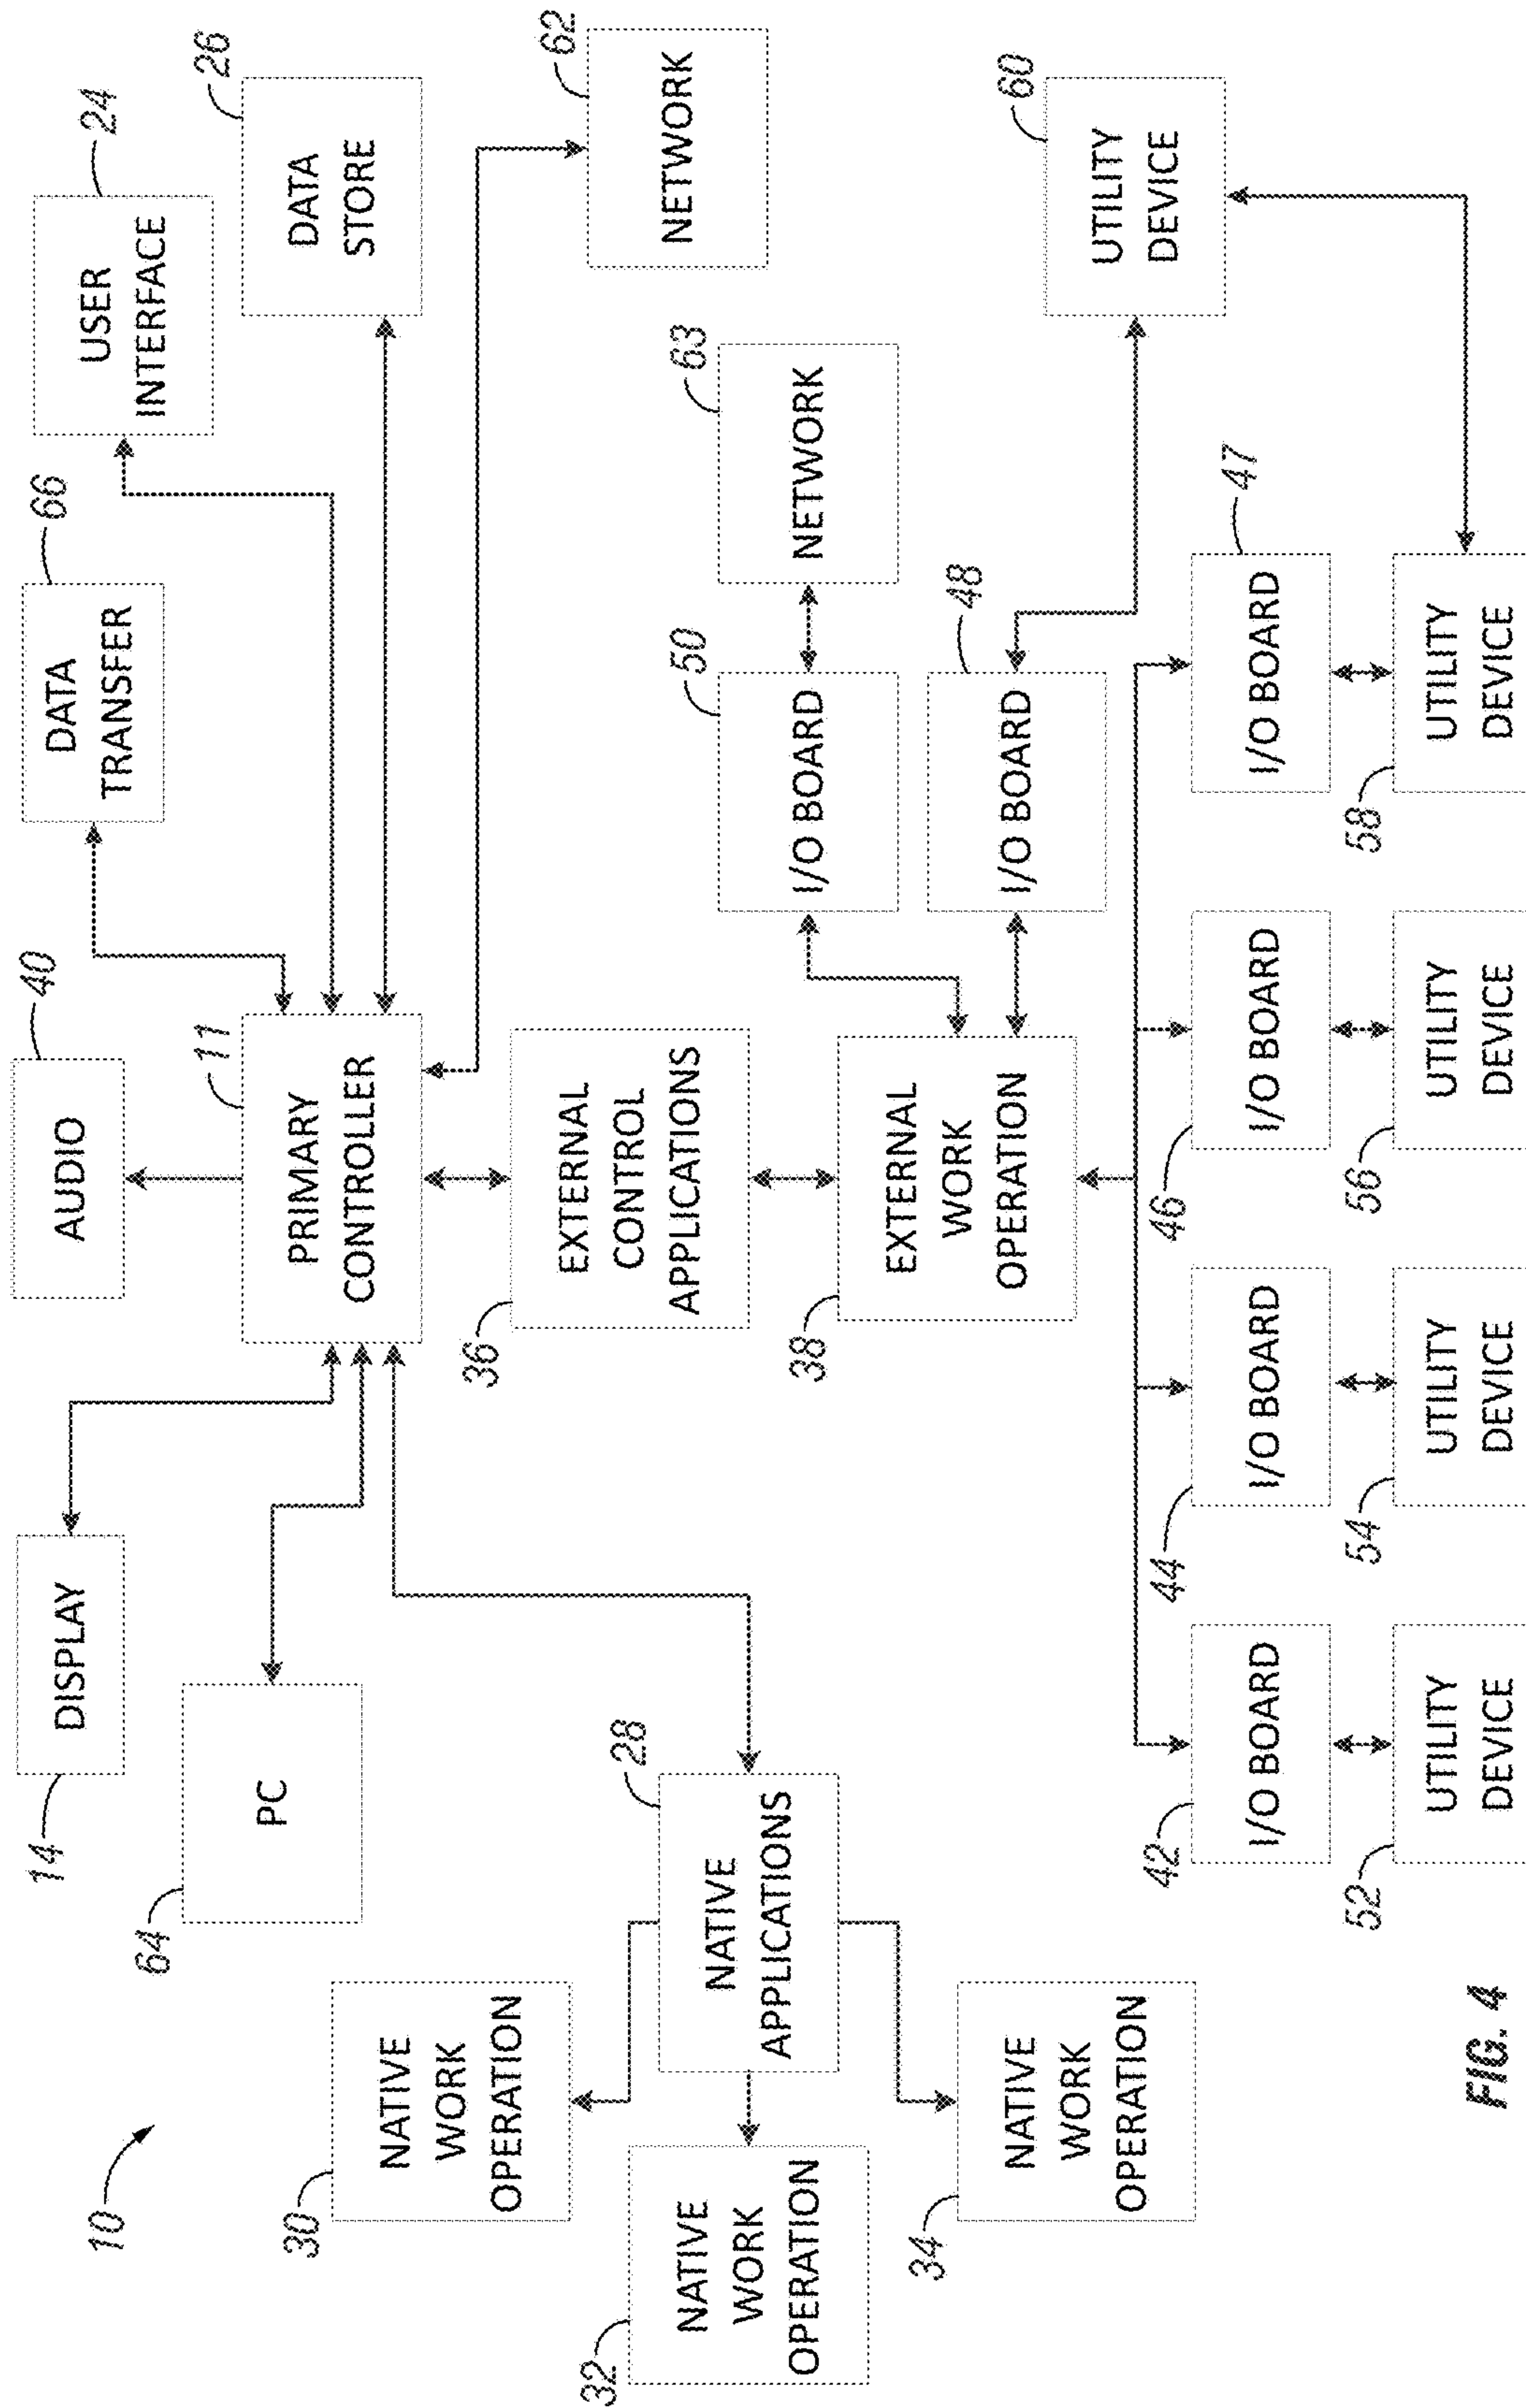 10
14
DISPLAY
64
PC
40
AUDIO
11
PRIMARY
CONTROLLER
66
DATA
TRANSFER
24
USER
INTERFACE
26
DATA
STORE
62
NETWORK
30
NATIVE
WORK
OPERATION
32
NATIVE
WORK
OPERATION
34
NATIVE
WORK
OPERATION
28
NATIVE
APPLICATIONS
36
EXTERNAL
CONTROL
APPLICATIONS
38
EXTERNAL
WORK
OPERATION
50
I/O BOARD
63
NETWORK
48
I/O BOARD
60
UTILITY
DEVICE
42
I/O BOARD
44
I/O BOARD
46
I/O BOARD
47
I/O BOARD
52
UTILITY
DEVICE
54
UTILITY
DEVICE
56
UTILITY
DEVICE
58
UTILITY
DEVICE
FIG. 4